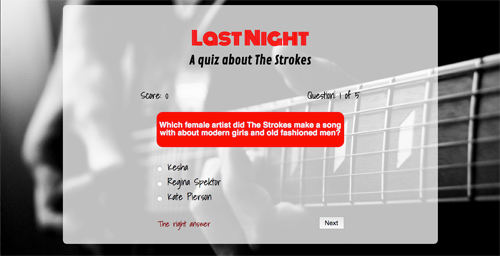 Last Night
A quiz about The Strokes
Score: 0
Question: 1 of 5
Which female artist did The Strokes make a song
with about modern girls and old fashioned men?
Kesha
Regina Spektor
Kate Pierson
The right answer
Next